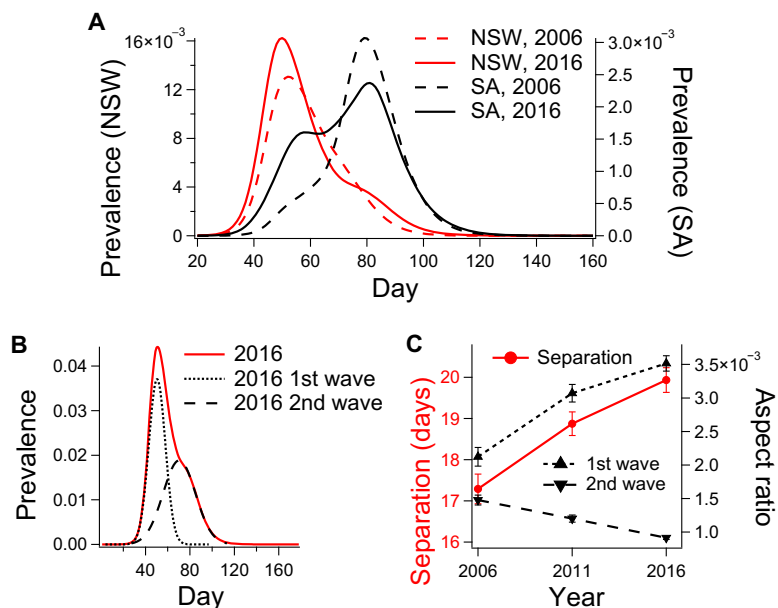 A
16×10⁻³
12
8
4
0
Prevalence (NSW)
NSW, 2006
NSW, 2016
SA, 2006
SA, 2016
3.0×10⁻³
2.5
2.0
1.5
1.0
0.5
0.0
Prevalence (SA)
20 40 60 80 100 120 140 160
Day
B
2016
2016 1st wave
2016 2nd wave
0.04
0.03
0.02
0.01
0.00
Prevalence
40 80 120 160
Day
C
Separation
20
19
18
17
16
Separation (days)
1st wave
2nd wave
3.5×10⁻³
3.0
2.5
2.0
1.5
1.0
Aspect ratio
2006 2011 2016
Year